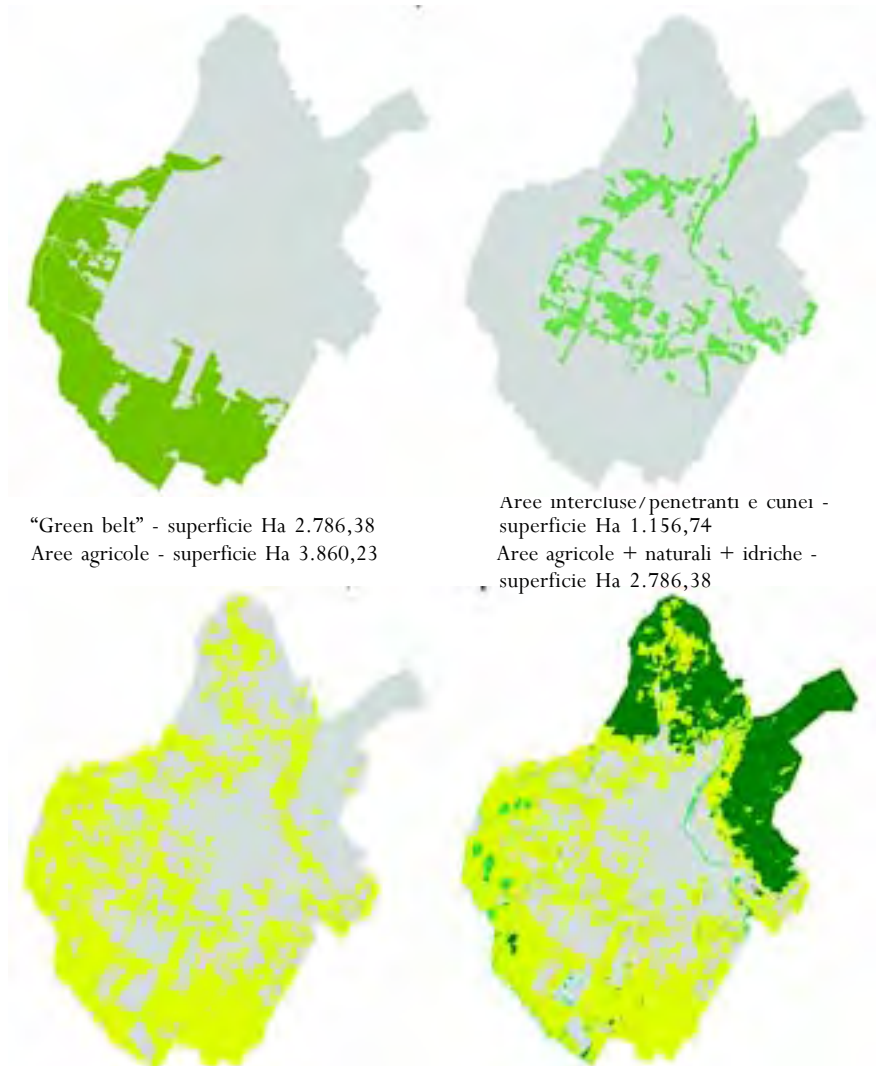 “Green belt” - superficie Ha 2.786,38
Aree agricole - superficie Ha 3.860,23
Aree intercluse/penetranti e cunei -
superficie Ha 1.156,74
Aree agricole + naturali + idriche -
superficie Ha 2.786,38